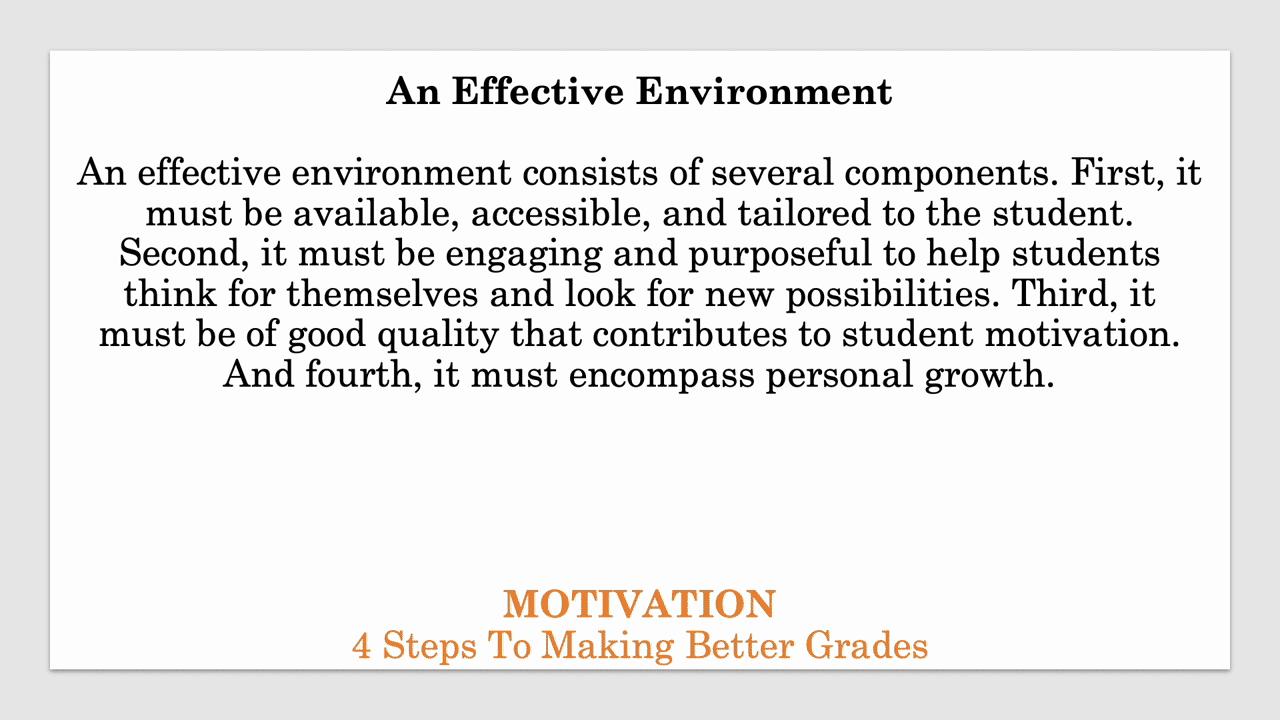 An Effective Environment
An effective environment consists of several components. First, it
must be available, accessible, and tailored to the student.
Second, it must be engaging and purposeful to help students
think for themselves and look for new possibilities. Third, it
must be of good quality that contributes to student motivation.
And fourth, it must encompass personal growth.
MOTIVATION
4 Steps To Making Better Grades